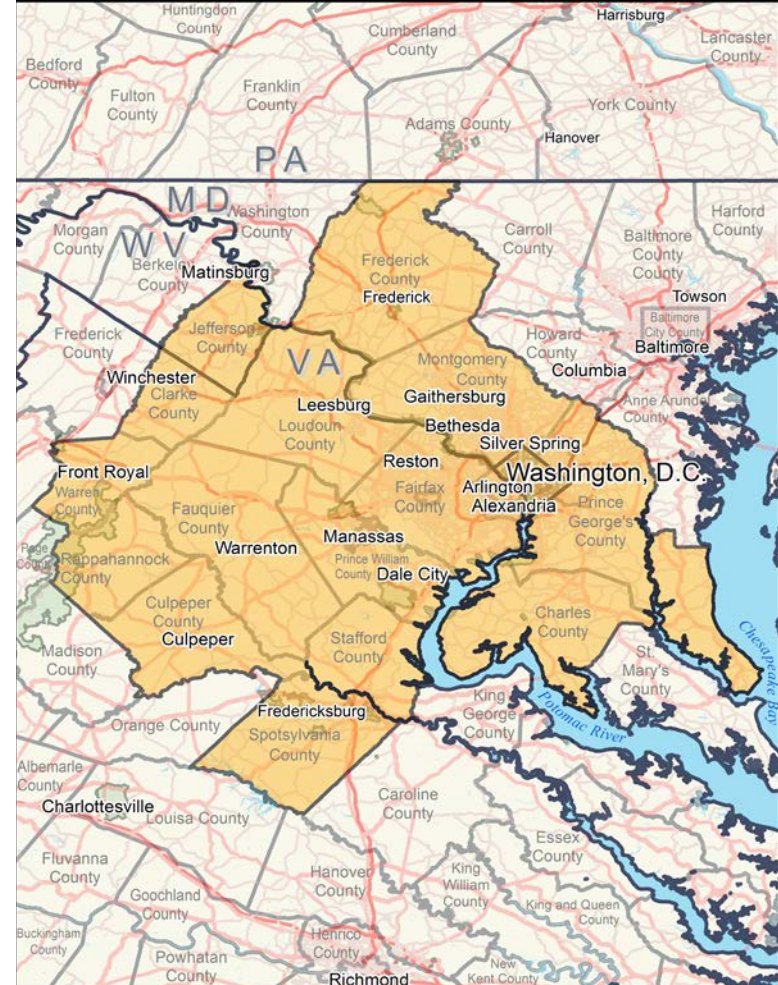 Huntingdon
County
Cumberland
County
Harrisburg
Lancaster
County
Bedford
County
Fulton
County
Franklin
County
York County
Adams County
Hanover
PA
MD
Washington
County
Morgan
County
WV
Berkeley
County
Matinsburg
Frederick
County
Frederick
Carroll
County
Baltimore
County
County
Harford
County
Towson
Baltimore
City County
Baltimore
Frederick
County
Jefferson
County
VA
Howard
County
Columbia
Montgomery
County
Gaithersburg
Winchester
Clarke
County
Leesburg
Loudoun
County
Bethesda
Silver Spring
Anne Arundel
County
Reston
Fairfax
County
Washington, D.C.
Arlington
Alexandria
Front Royal
Warren
County
Prince
George's
County
Fauquier
County
Warrenton
Manassas
Prince William
County
Dale City
Page
County
Rappahannock
County
Culpeper
County
Culpeper
Stafford
County
Charles
County
Madison
County
St.
Mary's
County
Chesapeake Bay
Potomac River
King
George
County
Fredericksburg
Spotsylvania
County
Orange County
Albemarle
County
Charlottesville
Louisa County
Caroline
County
Essex
County
Fluvanna
County
Hanover
County
King
William
County
King and Queen
County
Goochland
County
Buckingham
County
Henrico
County
Powhatan
County
Richmond
New
Kent County